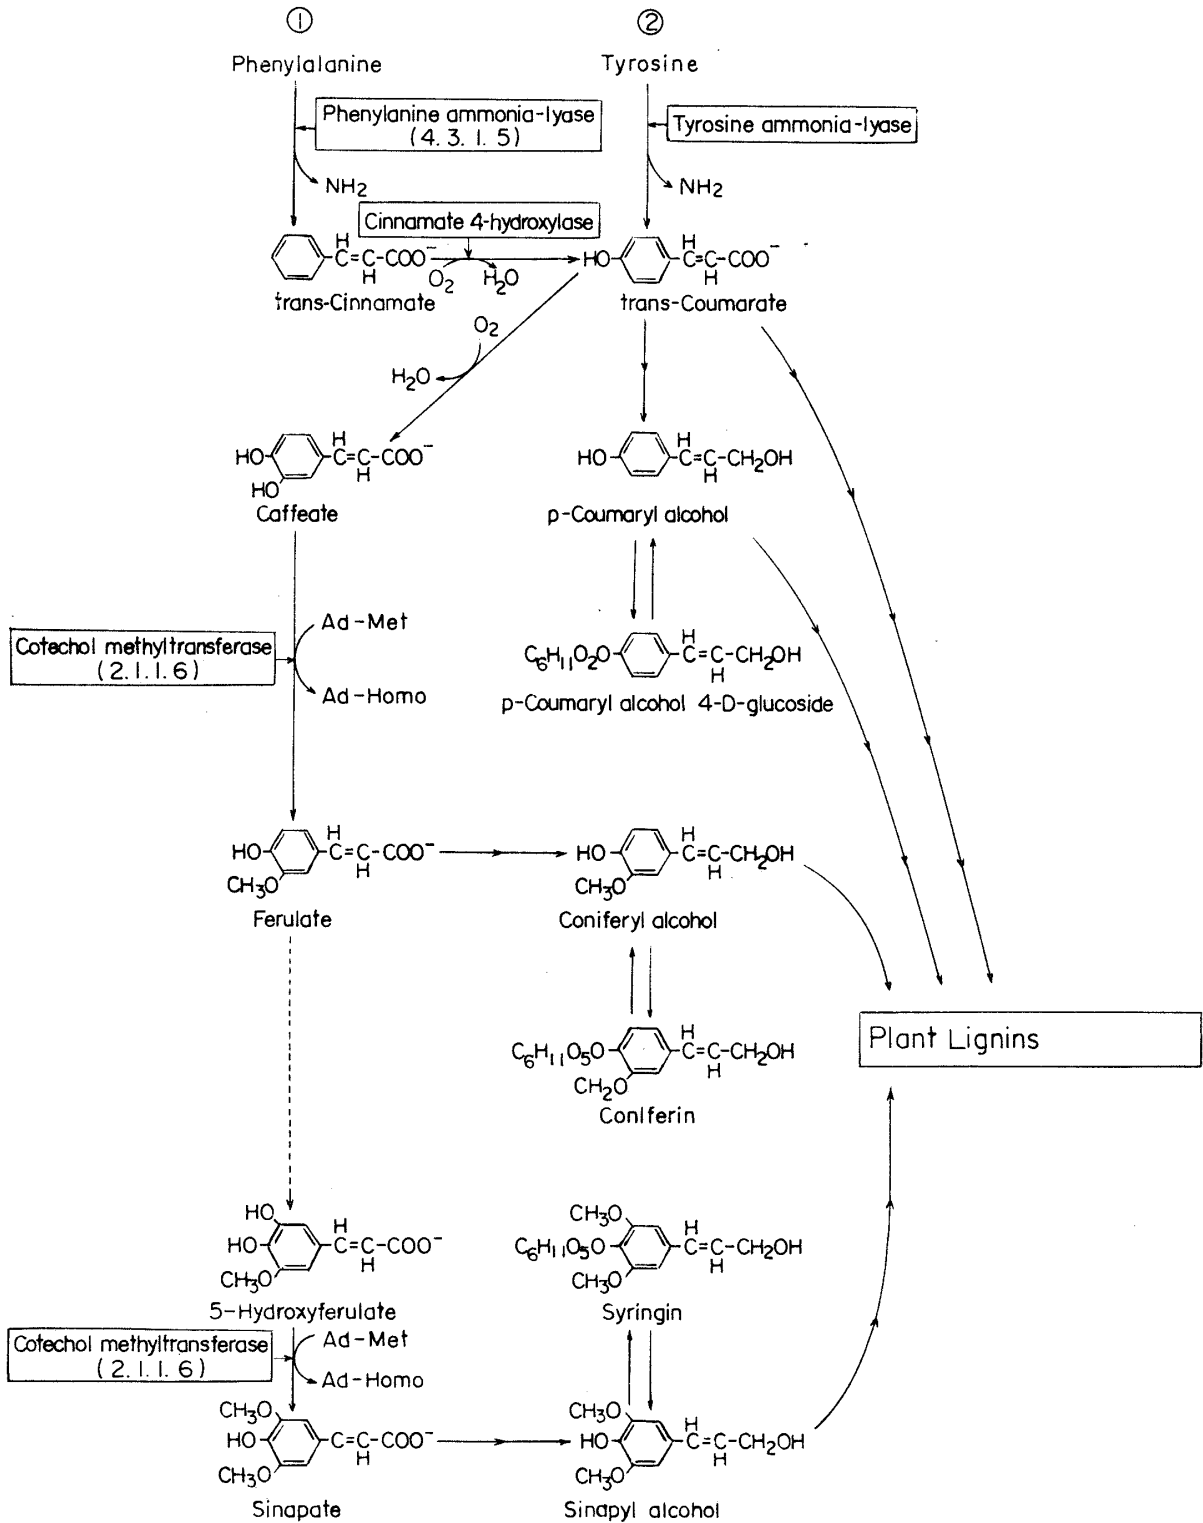 ① ②
Phenylalanine Tyrosine
Phenylanine ammonia-lyase
(4. 3. 1. 5)
Tyrosine ammonia-lyase
NH2 NH2
Cinnamate 4-hydroxylase
H
C=C-COO-
H
O2 H2O
HO
H
C=C-COO-
H
trans-Cinnamate trans-Coumarate
O2
H2O
HO
HO
H
C=C-COO-
H
Caffeate
HO
H
C=C-CH2OH
H
p-Coumaryl alcohol
Ad-Met
Cotechol methyltransferase
(2.1.1.6)
Ad-Homo
C6H11O2O
H
C=C-CH2OH
H
p-Coumaryl alcohol 4-D-glucoside
HO
CH3O
H
C=C-COO-
H
Ferulate
HO
CH3O
H
C=C-CH2OH
H
Coniferyl alcohol
C6H11O5O
CH2O
H
C=C-CH2OH
H
Coniferin
Plant Lignins
HO
HO
CH3O
H
C=C-COO-
H
5-Hydroxyferulate
CH3O
C6H11O5O
CH3O
H
C=C-CH2OH
H
Syringin
Cotechol methyltransferase
(2.1.1.6)
Ad-Met
Ad-Homo
CH3O
HO
CH3O
H
C=C-COO-
H
Sinapate
CH3O
HO
CH3O
H
C=C-CH2OH
H
Sinapyl alcohol